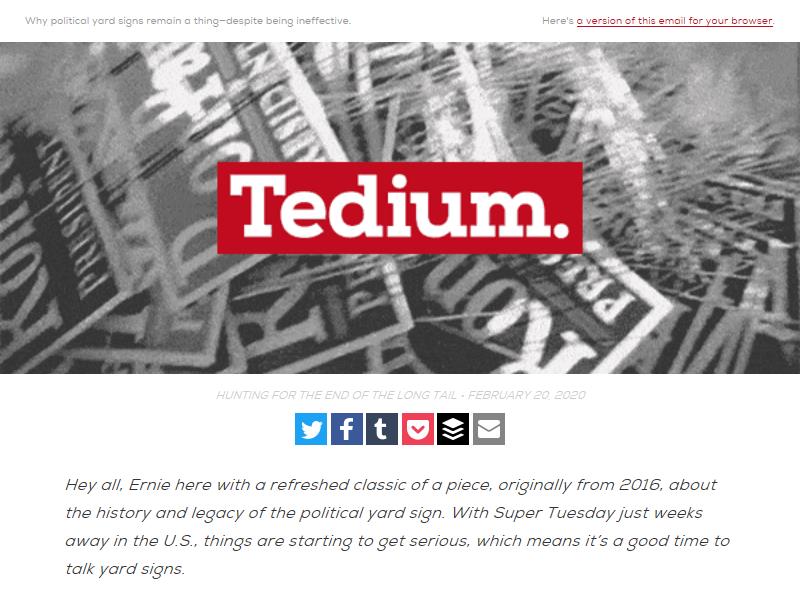 Why political yard signs remain a thing—despite being ineffective.
Here's a version of this email for your browser.
Tedium.
HUNTING FOR THE END OF THE LONG TAIL • FEBRUARY 20, 2020
Hey all, Ernie here with a refreshed classic of a piece, originally from 2016, about
the history and legacy of the political yard sign. With Super Tuesday just weeks
away in the U.S., things are starting to get serious, which means it's a good time to
talk yard signs.